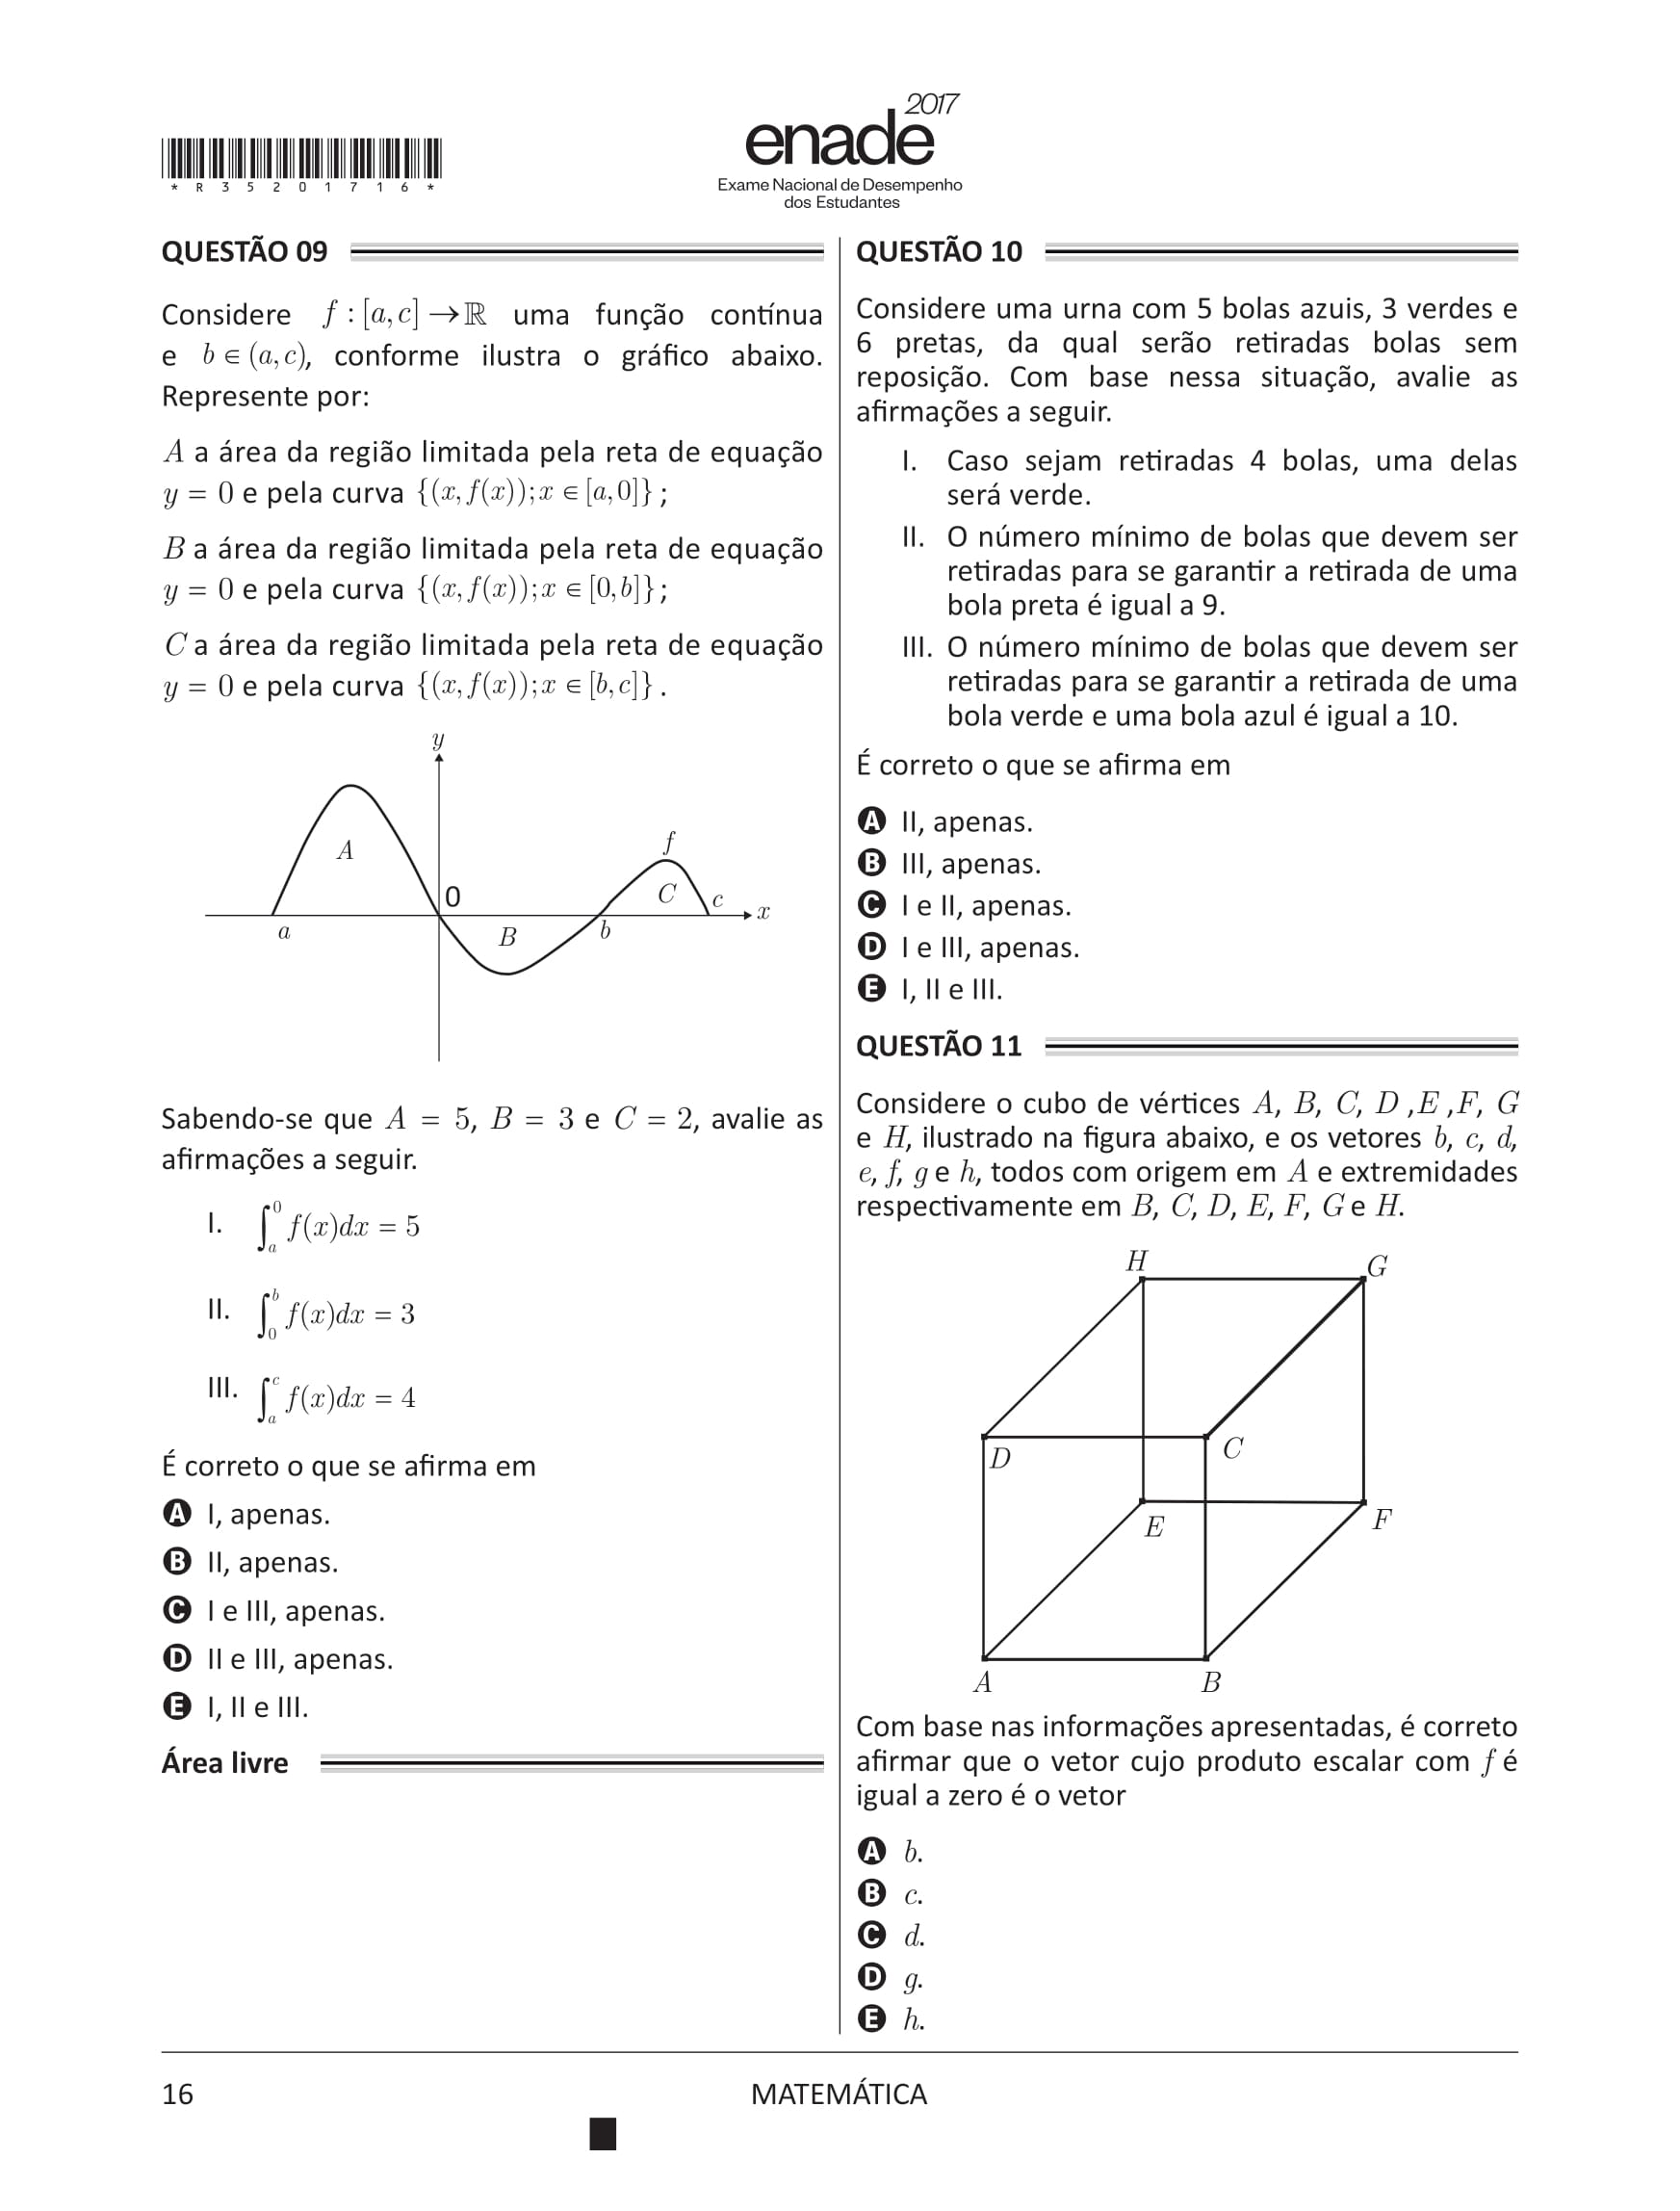 2017
enade
Exame Nacional de Desempenho
dos Estudantes
* R 3 5 2 0 1 7 1 6 *
QUESTÃO 09
Considere f : [a, c] → ℝ uma função contínua
e b ∈ (a, c), conforme ilustra o gráfico abaixo.
Represente por:
A a área da região limitada pela reta de equação
y = 0 e pela curva {(x, f(x)); x ∈ [a, 0]} ;
B a área da região limitada pela reta de equação
y = 0 e pela curva {(x, f(x)); x ∈ [0, b]} ;
C a área da região limitada pela reta de equação
y = 0 e pela curva {(x, f(x)); x ∈ [b, c]} .
y
A
f
0
C
c
x
a
B
b
Sabendo-se que A = 5, B = 3 e C = 2, avalie as
afirmações a seguir.
I. ∫_a^0 f(x)dx = 5
II. ∫_0^b f(x)dx = 3
III. ∫_a^c f(x)dx = 4
É correto o que se afirma em
A I, apenas.
B II, apenas.
C I e III, apenas.
D II e III, apenas.
E I, II e III.
Área livre
QUESTÃO 10
Considere uma urna com 5 bolas azuis, 3 verdes e
6 pretas, da qual serão retiradas bolas sem
reposição. Com base nessa situação, avalie as
afirmações a seguir.
I. Caso sejam retiradas 4 bolas, uma delas
será verde.
II. O número mínimo de bolas que devem ser
retiradas para se garantir a retirada de uma
bola preta é igual a 9.
III. O número mínimo de bolas que devem ser
retiradas para se garantir a retirada de uma
bola verde e uma bola azul é igual a 10.
É correto o que se afirma em
A II, apenas.
B III, apenas.
C I e II, apenas.
D I e III, apenas.
E I, II e III.
QUESTÃO 11
Considere o cubo de vértices A, B, C, D ,E ,F, G
e H, ilustrado na figura abaixo, e os vetores b, c, d,
e, f, g e h, todos com origem em A e extremidades
respectivamente em B, C, D, E, F, G e H.
H
G
D
C
E
F
A
B
Com base nas informações apresentadas, é correto
afirmar que o vetor cujo produto escalar com f é
igual a zero é o vetor
A b.
B c.
C d.
D g.
E h.
16
MATEMÁTICA